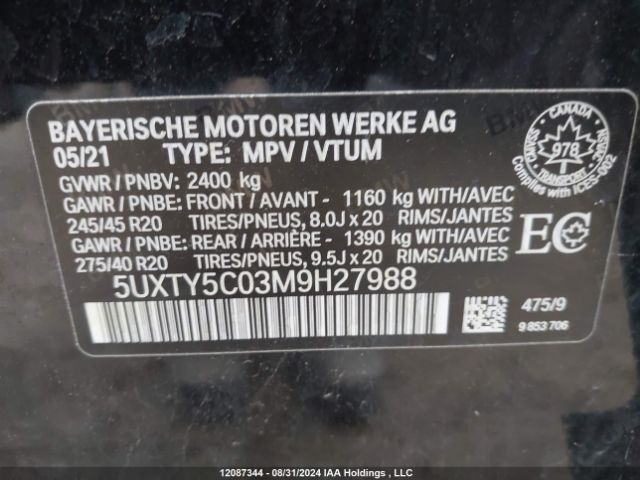 BAYERISCHE MOTOREN WERKE AG
05/21 TYPE: MPV / VTUM
GVWR / PNBV: 2400 kg
GAWR / PNBE: FRONT / AVANT - 1160 kg WITH/AVEC
245/45 R20 TIRES/PNEUS, 8.0J x 20 RIMS/JANTES
GAWR / PNBE: REAR / ARRIÈRE - 1390 kg WITH/AVEC
275/40 R20 TIRES/PNEUS, 9.5J x 20 RIMS/JANTES
5UXTY5C03M9H27988
CANADA
978
TRANSPORT
Complies with / Conforme ICES-002
EC
475/9
9 853 706
12087344 - 08/31/2024 IAA Holdings , LLC